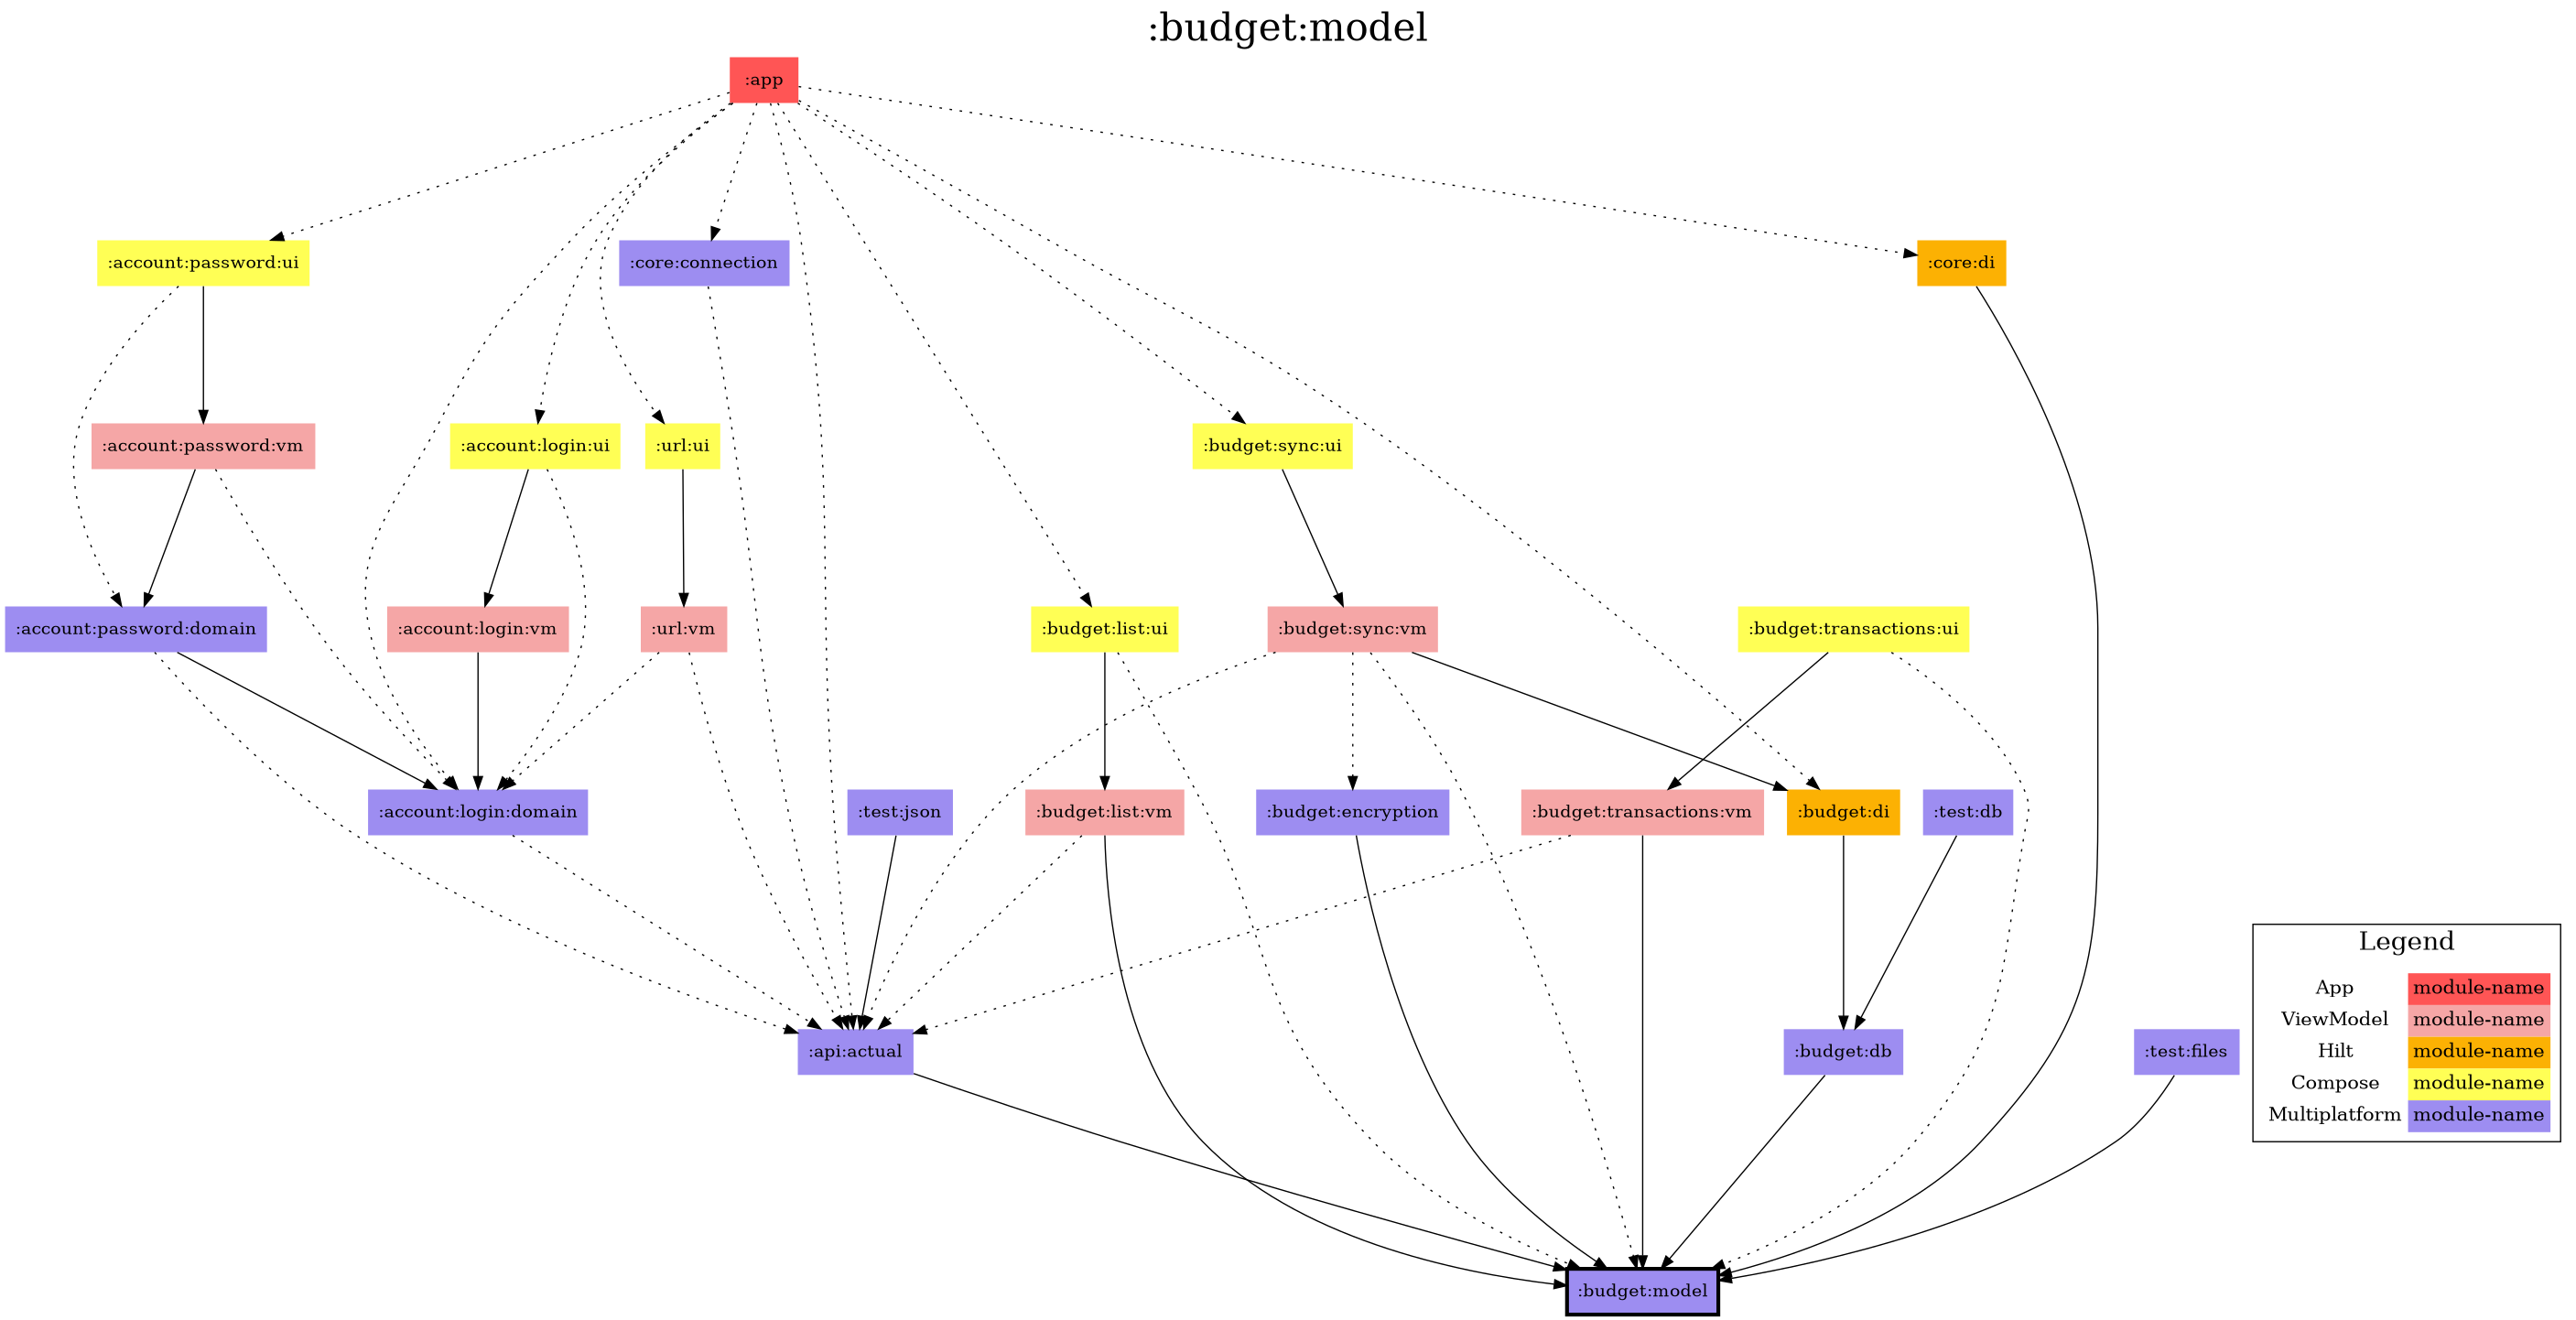 :budget:model
:app
:account:password:ui
:core:connection
:core:di
:account:password:vm
:account:login:ui
:url:ui
:budget:sync:ui
:account:password:domain
:account:login:vm
:url:vm
:budget:list:ui
:budget:sync:vm
:budget:transactions:ui
:account:login:domain
:test:json
:budget:list:vm
:budget:encryption
:budget:transactions:vm
:budget:di
:test:db
:api:actual
:budget:db
:test:files
Legend
App module-name
ViewModel module-name
Hilt module-name
Compose module-name
Multiplatform module-name
:budget:model